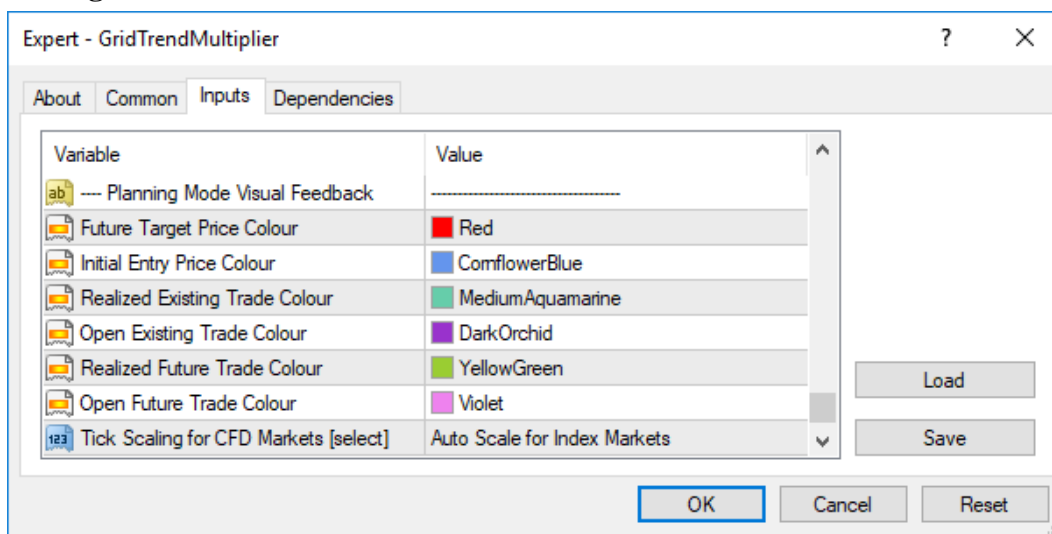 Expert - GridTrendMultiplier ?
About Common Inputs Dependencies
Variable Value
ab ---- Planning Mode Visual Feedback ------------------------------------
Future Target Price Colour Red
Initial Entry Price Colour CornflowerBlue
Realized Existing Trade Colour MediumAquamarine
Open Existing Trade Colour DarkOrchid
Realized Future Trade Colour YellowGreen
Open Future Trade Colour Violet
123 Tick Scaling for CFD Markets [select] Auto Scale for Index Markets
Load
Save
OK Cancel Reset